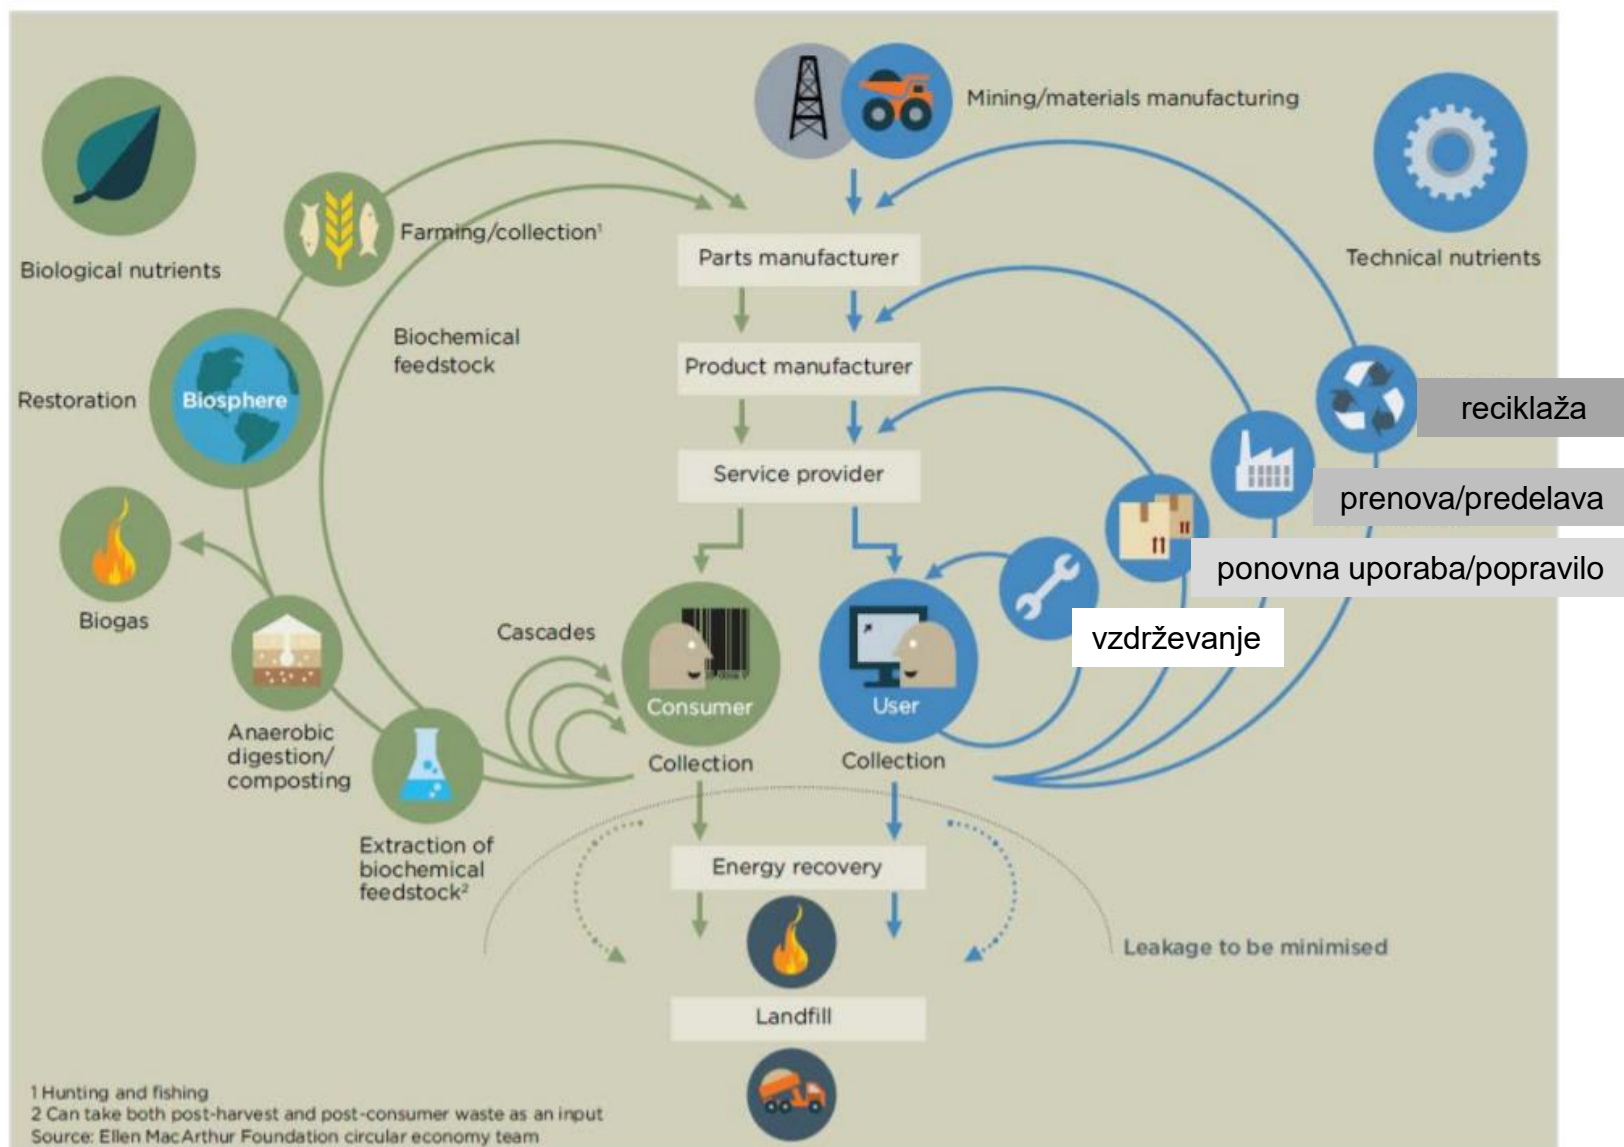 Mining/materials manufacturing
Biological nutrients
Technical nutrients
Farming/collection¹
Parts manufacturer
Biochemical
feedstock
Product manufacturer
Restoration
Biosphere
reciklaža
Service provider
prenova/predelava
ponovna uporaba/popravilo
Biogas
Cascades
vzdrževanje
Consumer
User
Anaerobic
digestion/
composting
Collection
Collection
Extraction of
biochemical
feedstock²
Energy recovery
Leakage to be minimised
Landfill
1 Hunting and fishing
2 Can take both post-harvest and post-consumer waste as an input
Source: Ellen MacArthur Foundation circular economy team